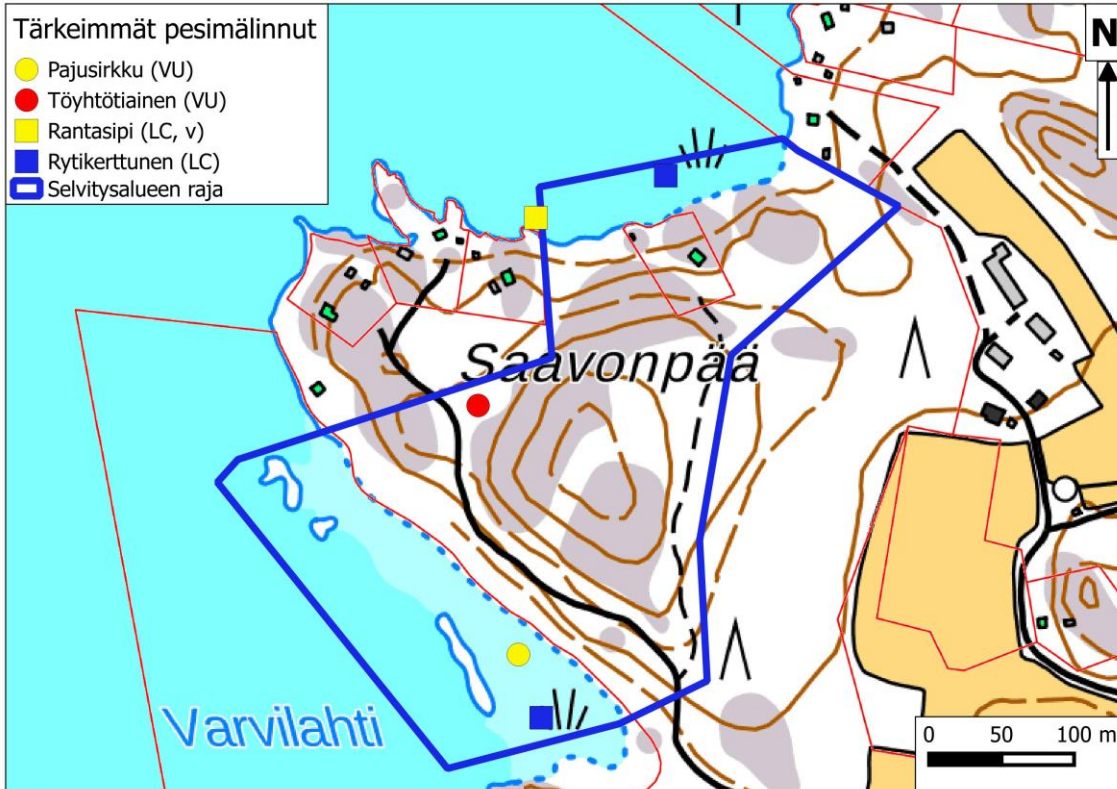 Tärkeimmät pesimälinnut
Pajusirkku (VU)
Töyhtötiainen (VU)
Rantasipi (LC, v)
Rytikerttunen (LC)
Selvitysalueen raja
N
Saavonpää
Varvilahti
0 50 100 m